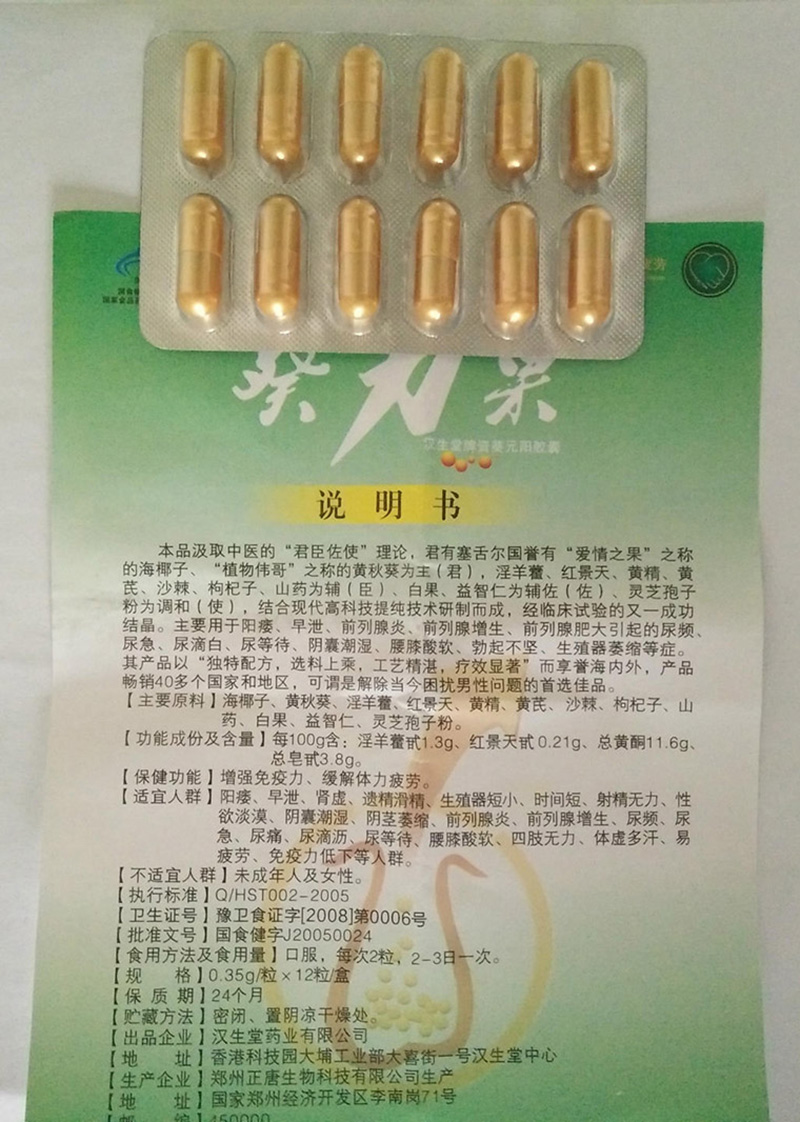 葵力果
汉生堂牌喜葵元阳胶囊
说 明 书
本品汲取中医的“君臣佐使”理论，君有塞舌尔国誉有“爱情之果”之称
的海椰子、“植物伟哥”之称的黄秋葵为主（君），淫羊藿、红景天、黄精、黄
芪、沙棘、枸杞子、山药为辅（臣）、白果、益智仁为辅佐（佐）、灵芝孢子
粉为调和（使），结合现代高科技提纯技术研制而成，经临床试验的又一成功
结晶。主要用于阳痿、早泄、前列腺炎、前列腺增生、前列腺肥大引起的尿频、
尿急、尿滴白、尿等待、阴囊潮湿、腰膝酸软、勃起不坚、生殖器萎缩等症。
其产品以“独特配方，选料上乘，工艺精湛，疗效显著”而享誉海内外，产品
畅销40多个国家和地区，可谓是解除当今困扰男性问题的首选佳品。
【主要原料】海椰子、黄秋葵、淫羊藿、红景天、黄精、黄芪、沙棘、枸杞子、山
药、白果、益智仁、灵芝孢子粉。
【功能成份及含量】每100g含：淫羊藿甙1.3g、红景天甙0.21g、总黄酮11.6g、
总皂甙3.8g。
【保健功能】增强免疫力、缓解体力疲劳。
【适宜人群】阳痿、早泄、肾虚、遗精滑精、生殖器短小、时间短、射精无力、性
欲淡漠、阴囊潮湿、阴茎萎缩、前列腺炎、前列腺增生、尿频、尿
急、尿痛、尿滴沥、尿等待、腰膝酸软、四肢无力、体虚多汗、易
疲劳、免疫力低下等人群。
【不适宜人群】未成年人及女性。
【执行标准】Q/HST002-2005
【卫生证号】豫卫食证字[2008]第0006号
【批准文号】国食健字J20050024
【食用方法及食用量】口服，每次2粒，2-3日一次。
【规 格】0.35g/粒×12粒/盒
【保 质 期】24个月
【贮藏方法】密闭、置阴凉干燥处。
【出品企业】汉生堂药业有限公司
【地 址】香港科技园大埔工业部大喜街一号汉生堂中心
【生产企业】郑州正唐生物科技有限公司生产
【地 址】国家郑州经济开发区李南岗71号